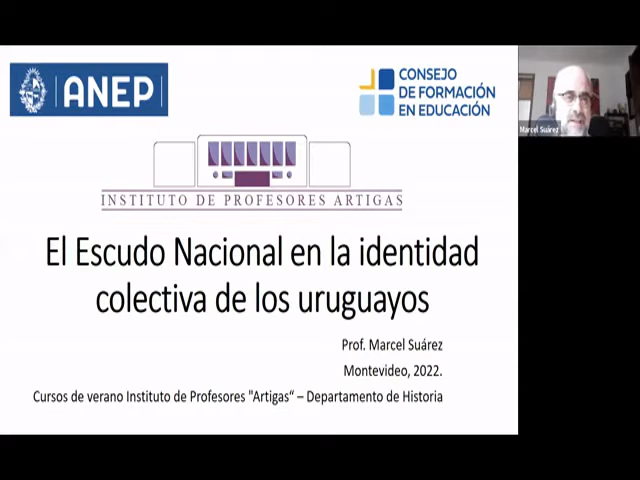 ANEP
CONSEJO
DE FORMACIÓN
EN EDUCACIÓN
INSTITUTO DE PROFESORES ARTIGAS
El Escudo Nacional en la identidad
colectiva de los uruguayos
Prof. Marcel Suárez
Montevideo, 2022.
Cursos de verano Instituto de Profesores "Artigas“ – Departamento de Historia
Marcel Suárez